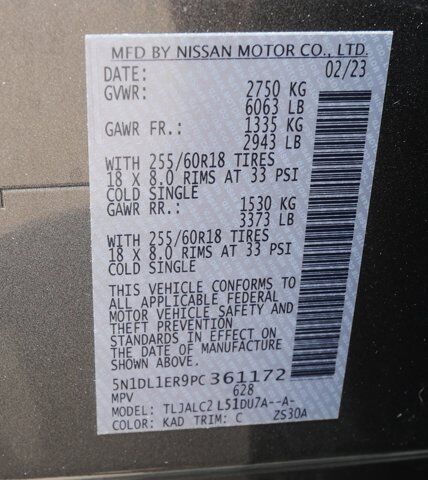 MFD BY NISSAN MOTOR CO., LTD.
DATE: 02/23
GVWR: 2750 KG
6063 LB
GAWR FR.: 1335 KG
2943 LB
WITH 255/60R18 TIRES
18 X 8.0 RIMS AT 33 PSI
COLD SINGLE
GAWR RR.: 1530 KG
3373 LB
WITH 255/60R18 TIRES
18 X 8.0 RIMS AT 33 PSI
COLD SINGLE
THIS VEHICLE CONFORMS TO
ALL APPLICABLE FEDERAL
MOTOR VEHICLE SAFETY AND
THEFT PREVENTION
STANDARDS IN EFFECT ON
THE DATE OF MANUFACTURE
SHOWN ABOVE.
5N1DL1ER9PC361172
MPV 628
MODEL: TLJALC2 L51DU7A--A-
COLOR: KAD TRIM: C ZS30A